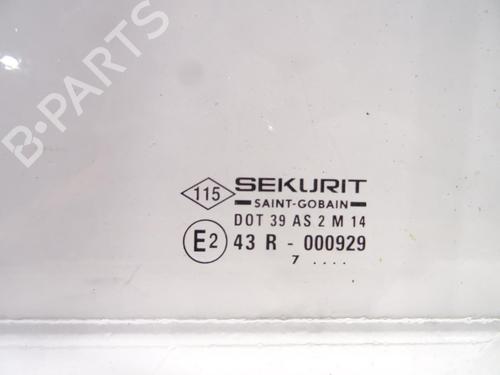 B-PARTS
115 SEKURIT
SAINT-GOBAIN
DOT 39 AS 2 M 14
E2 43 R - 000929
7 ....